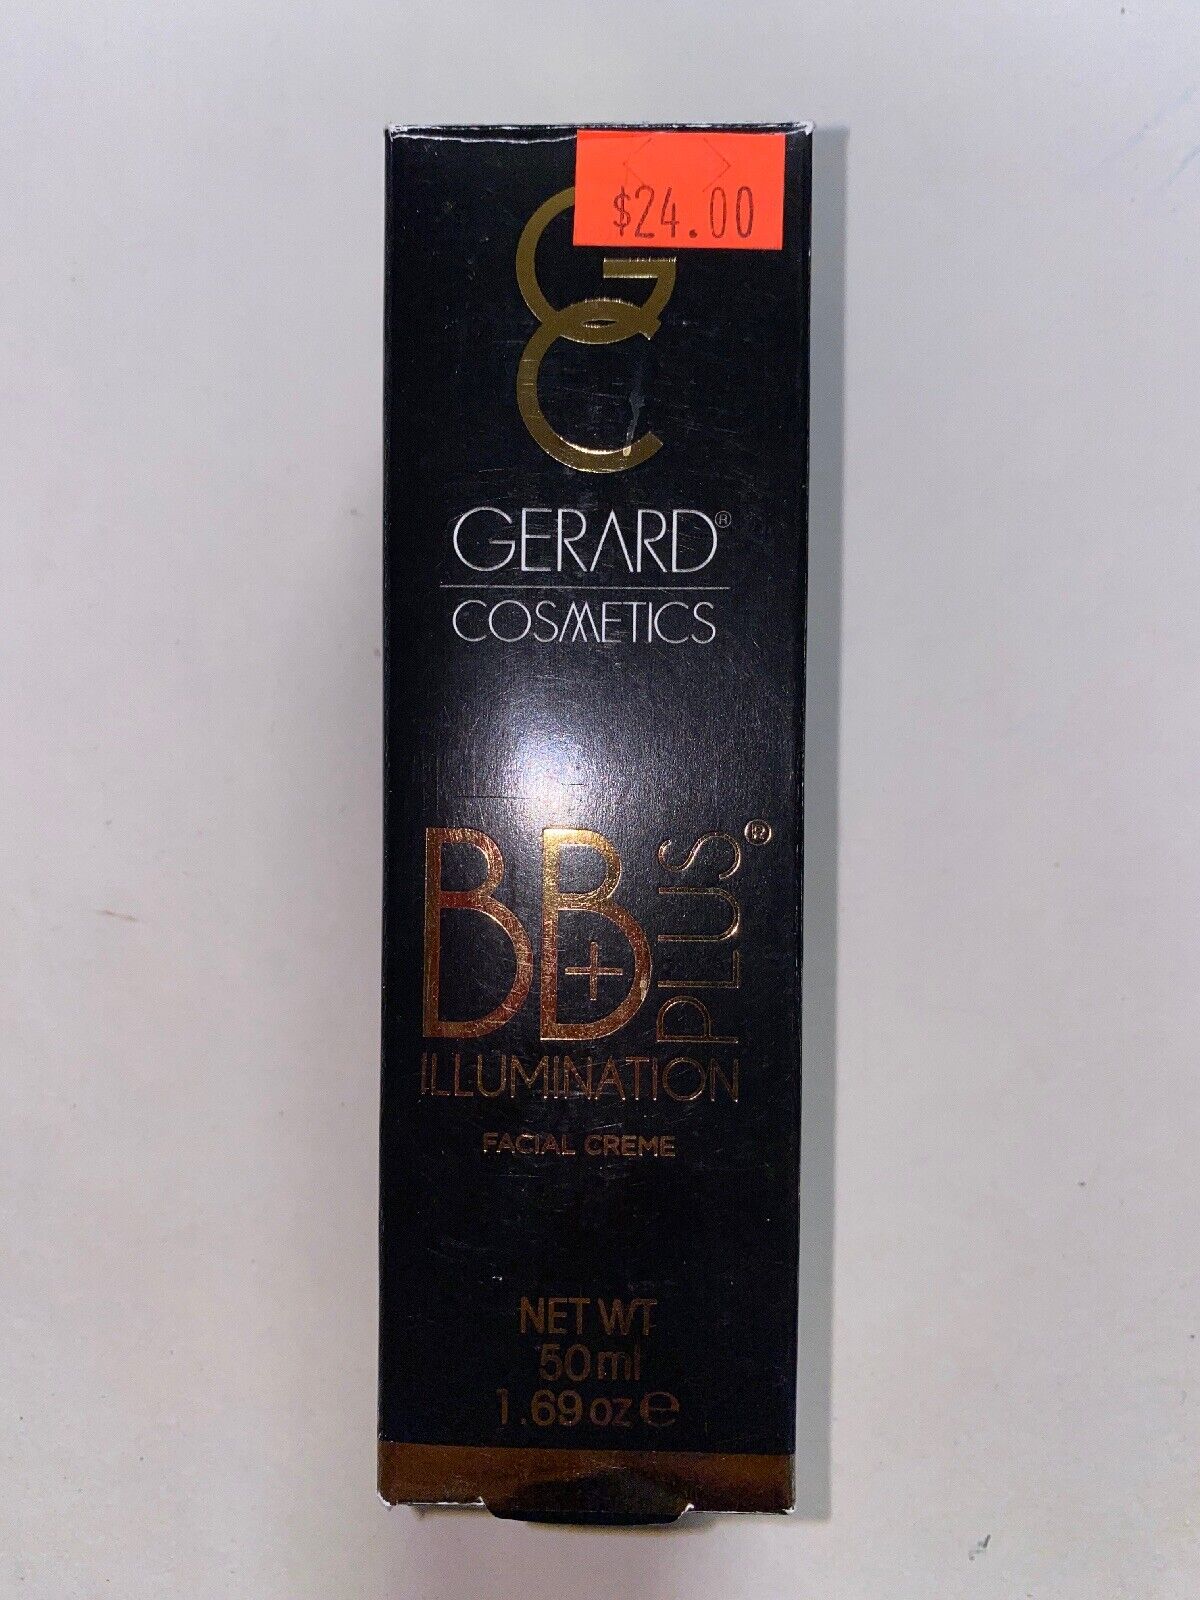 $24.00
GC
GERARD®
COSMETICS
BB+ PLUS®
ILLUMINATION
FACIAL CREME
NET WT
50ml
1.69oz℮